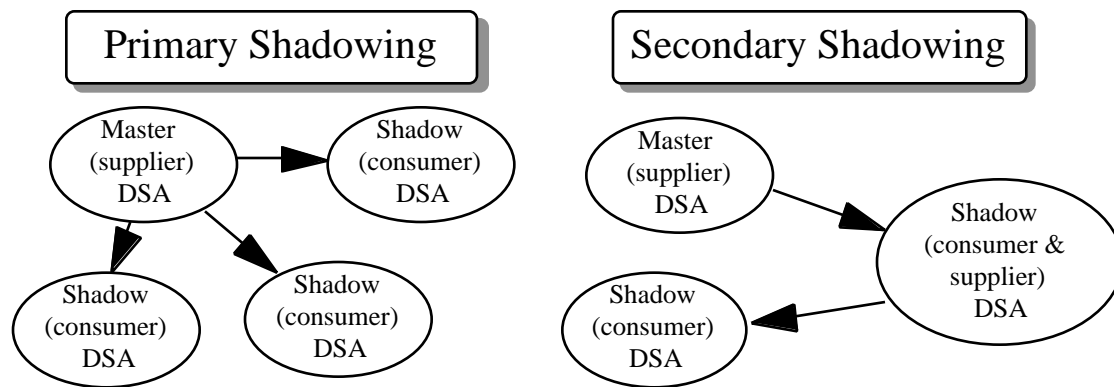 Primary Shadowing
Master
(supplier)
DSA
Shadow
(consumer)
DSA
Shadow
(consumer)
DSA
Shadow
(consumer)
DSA
Secondary Shadowing
Master
(supplier)
DSA
Shadow
(consumer &
supplier)
DSA
Shadow
(consumer)
DSA